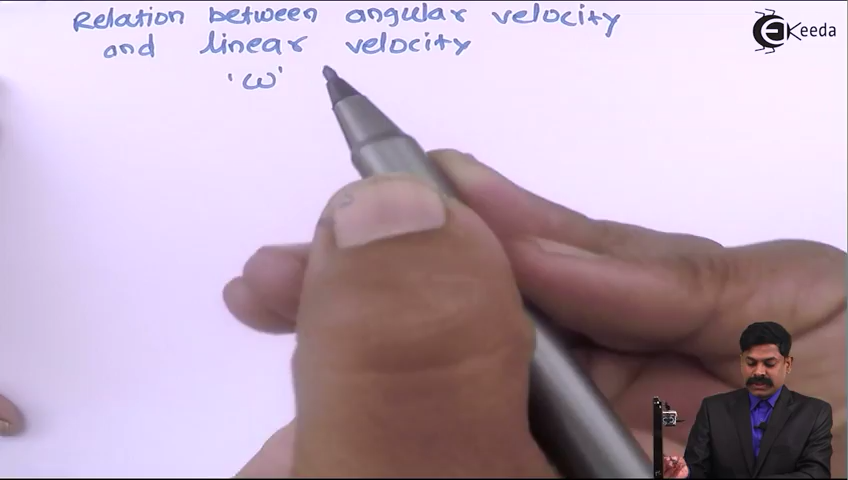 Relation between angular velocity
and linear velocity
'ω'
Ekeeda